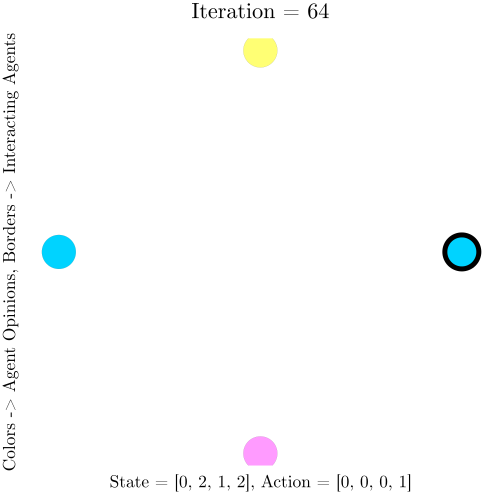 Iteration = 64
Colors -> Agent Opinions, Borders -> Interacting Agents
State = [0, 2, 1, 2], Action = [0, 0, 0, 1]